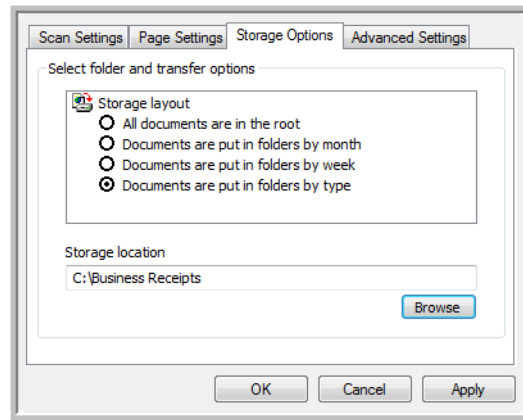 Scan Settings Page Settings Storage Options Advanced Settings
Select folder and transfer options
Storage layout
All documents are in the root
Documents are put in folders by month
Documents are put in folders by week
Documents are put in folders by type
Storage location
C:\Business Receipts
Browse
OK Cancel Apply